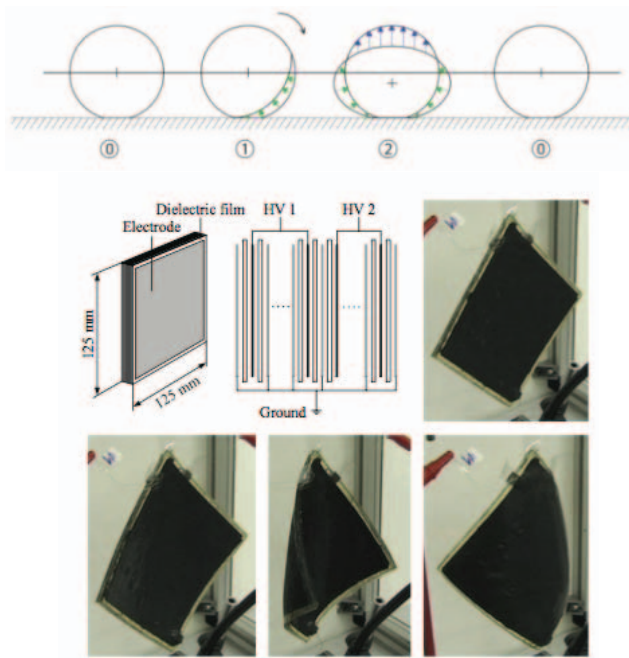 ⓪ ① ② ⓪
Dielectric film
Electrode
HV 1 HV 2
125 mm
125 mm
Ground